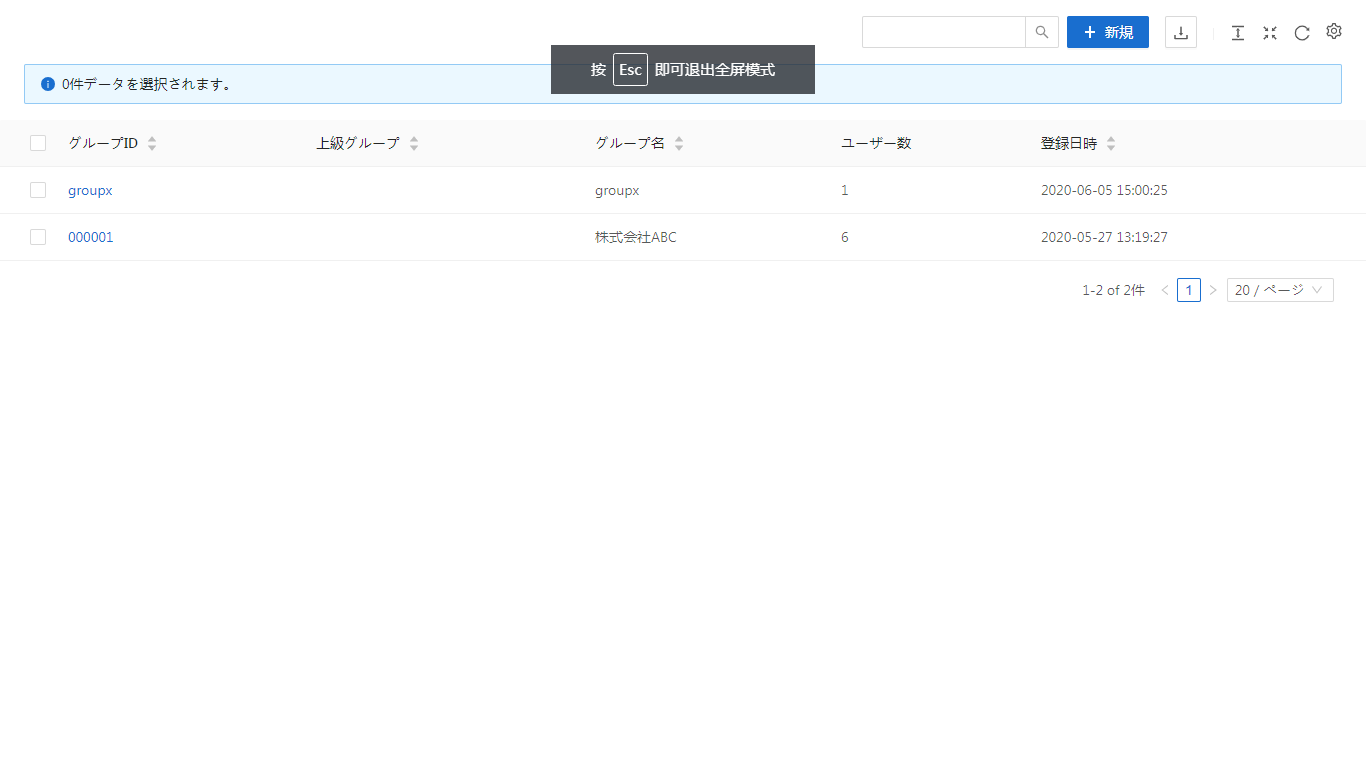 新規
按 Esc 即可退出全屏模式
0件データを選択されます。
グループID 上級グループ グループ名 ユーザー数 登録日時
groupx groupx 1 2020-06-05 15:00:25
000001 株式会社ABC 6 2020-05-27 13:19:27
1-2 of 2件 1 20 / ページ